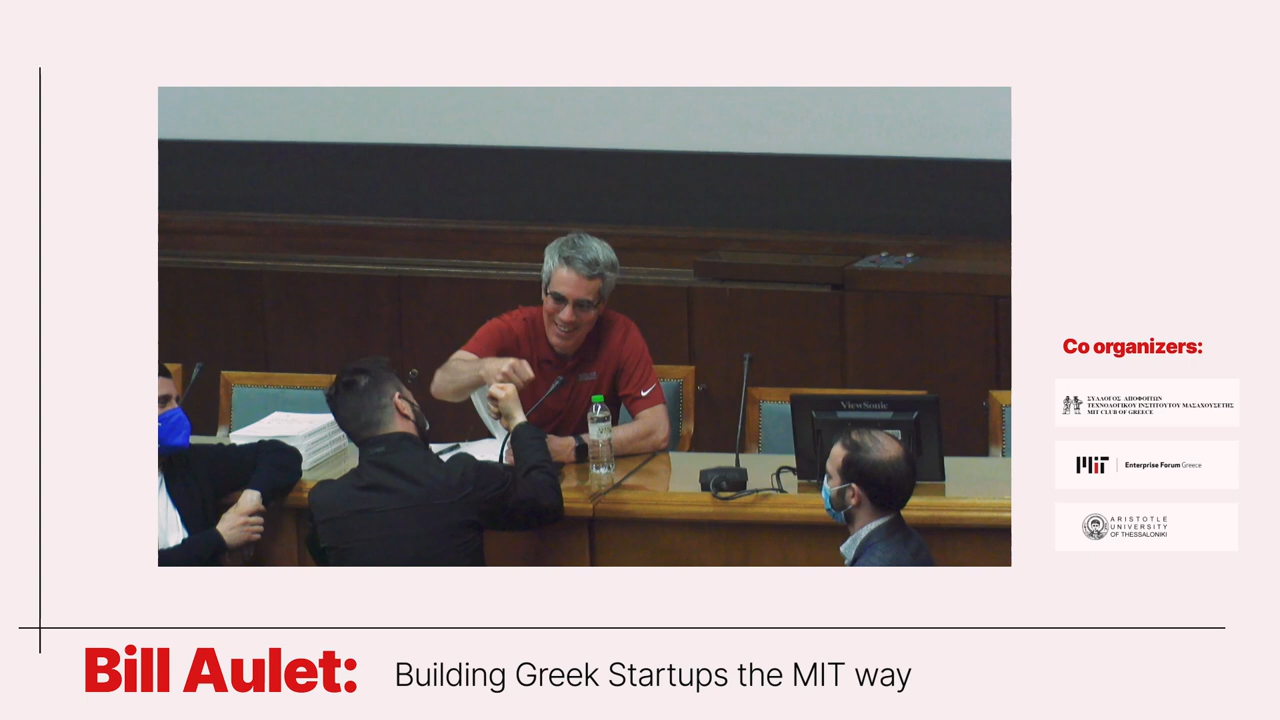 ViewSonic
Co organizers:
ΣΥΛΛΟΓΟΣ ΑΠΟΦΟΙΤΩΝ
ΤΕΧΝΟΛΟΓΙΚΟΥ ΙΝΣΤΙΤΟΥΤΟΥ ΜΑΣΑΧΟΥΣΕΤΗΣ
MIT CLUB OF GREECE
MIT Enterprise Forum Greece
ARISTOTLE
UNIVERSITY
OF THESSALONIKI
Bill Aulet: Building Greek Startups the MIT way